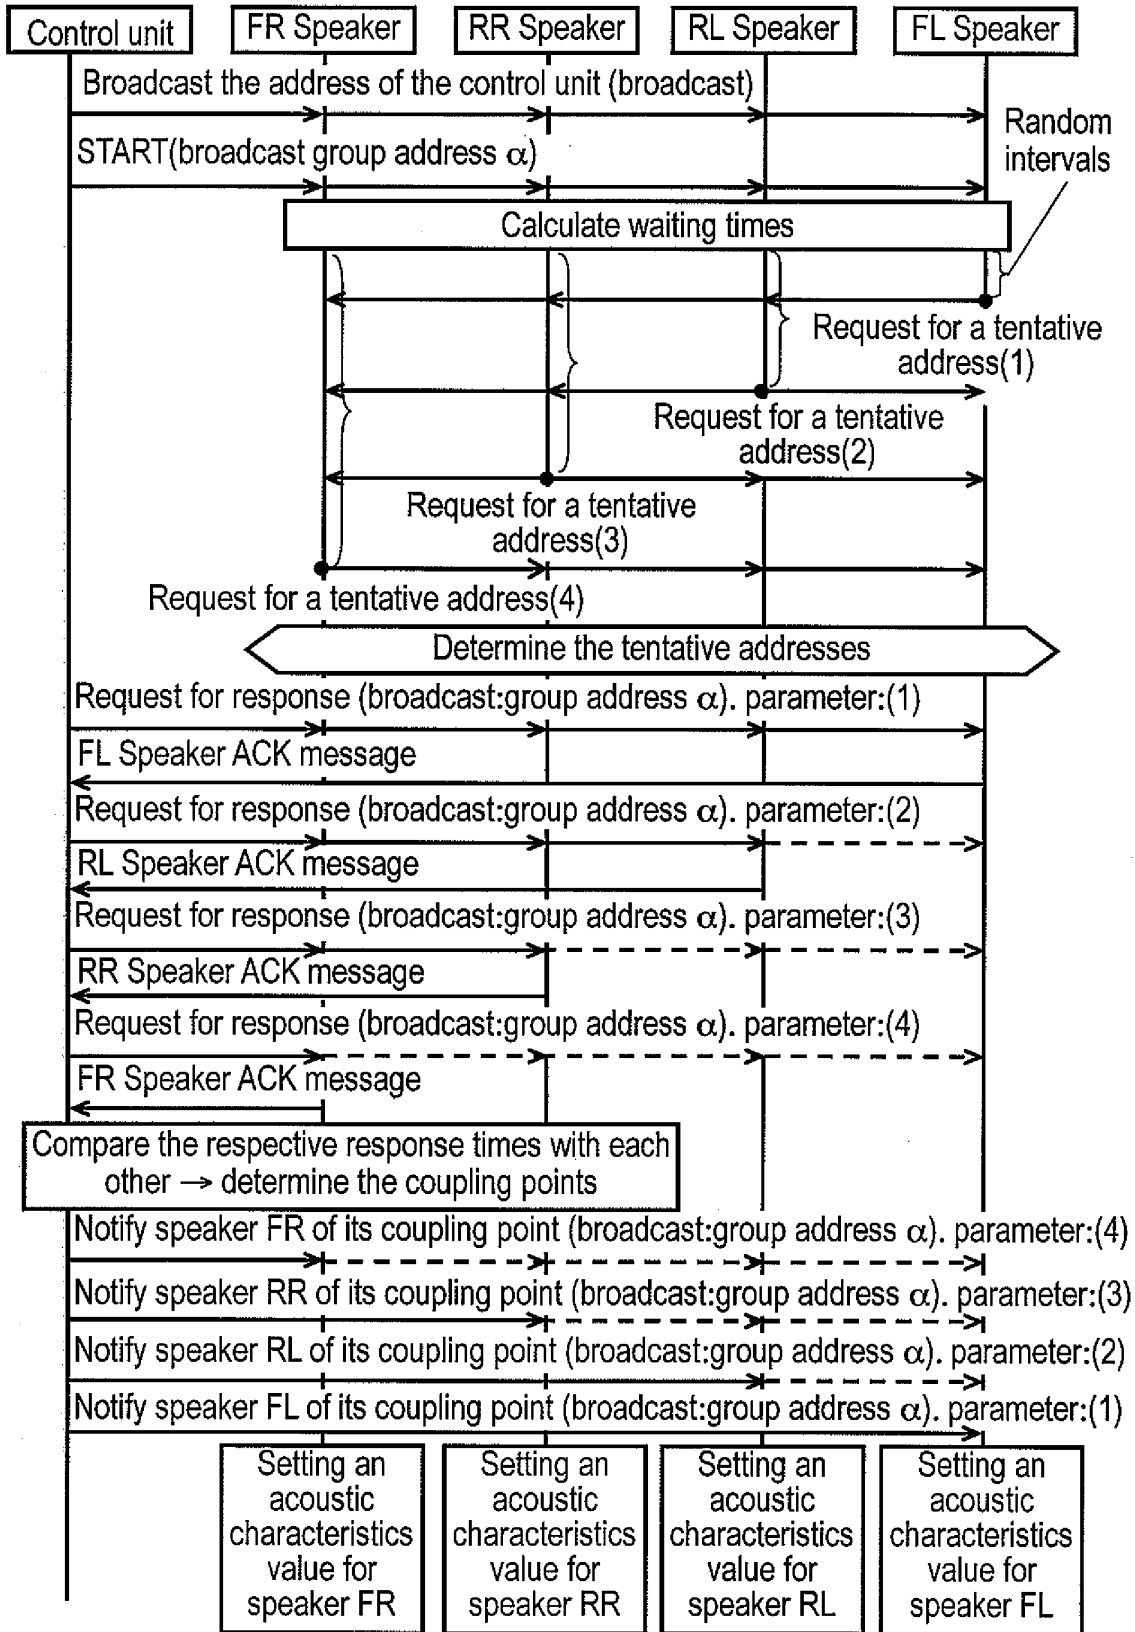 Control unit
FR Speaker
RR Speaker
RL Speaker
FL Speaker
Broadcast the address of the control unit (broadcast)
Random
intervals
START(broadcast group address α)
Calculate waiting times
Request for a tentative
address(1)
Request for a tentative
address(2)
Request for a tentative
address(3)
Request for a tentative address(4)
Determine the tentative addresses
Request for response (broadcast:group address α). parameter:(1)
FL Speaker ACK message
Request for response (broadcast:group address α). parameter:(2)
RL Speaker ACK message
Request for response (broadcast:group address α). parameter:(3)
RR Speaker ACK message
Request for response (broadcast:group address α). parameter:(4)
FR Speaker ACK message
Compare the respective response times with each
other → determine the coupling points
Notify speaker FR of its coupling point (broadcast:group address α). parameter:(4)
Notify speaker RR of its coupling point (broadcast:group address α). parameter:(3)
Notify speaker RL of its coupling point (broadcast:group address α). parameter:(2)
Notify speaker FL of its coupling point (broadcast:group address α). parameter:(1)
Setting an
acoustic
characteristics
value for
speaker FR
Setting an
acoustic
characteristics
value for
speaker RR
Setting an
acoustic
characteristics
value for
speaker RL
Setting an
acoustic
characteristics
value for
speaker FL